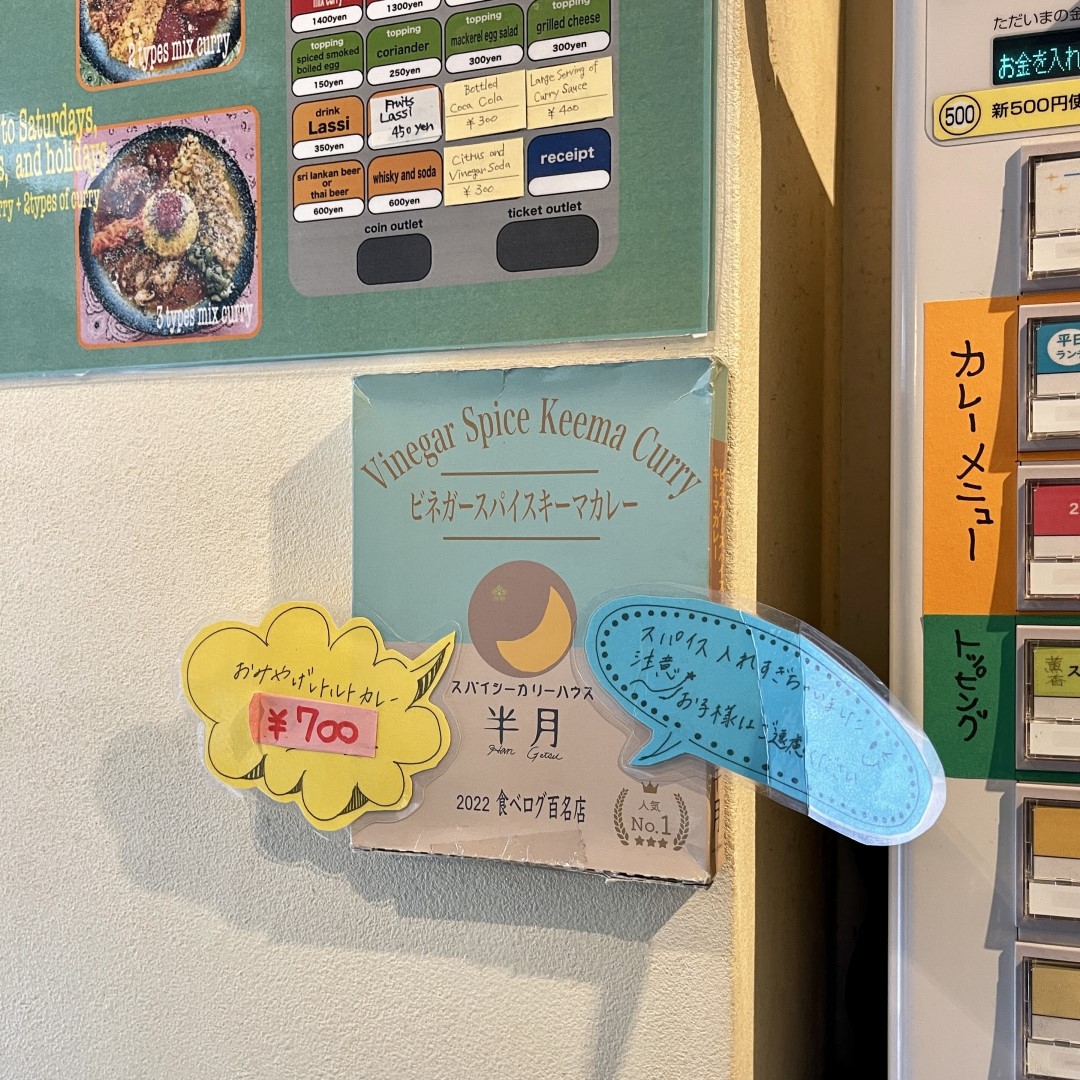 2 types mix curry
to Saturdays,
and holidays
2types of curry
3 types mix curry
1400yen
1300yen
topping
spiced smoked
boiled egg
150yen
topping
coriander
250yen
topping
mackerel egg salad
300yen
topping
grilled cheese
300yen
drink
Lassi
350yen
Fruits
Lassi
450yen
Bottled
Coca Cola
¥300
Large Serving of
Curry Sauce
¥400
sri lankan beer
or
thai beer
600yen
whisky and soda
600yen
Citrus and
Vinegar Soda
¥300
receipt
coin outlet
ticket outlet
Vinegar Spice Keema Curry
ビネガースパイスキーマカレー
スパイシーカリーハウス
半月
Han Getsu
2022 食べログ百名店
人気
No.1
おみやげレトルトカレー
¥700
スパイス入れすぎちゃいました
注意
お子様はご遠慮
ください
ただいまの金
お金を入れ
500
新500円使
カレーメニュー
平日
ラン
2
トッピング
薫香
ス